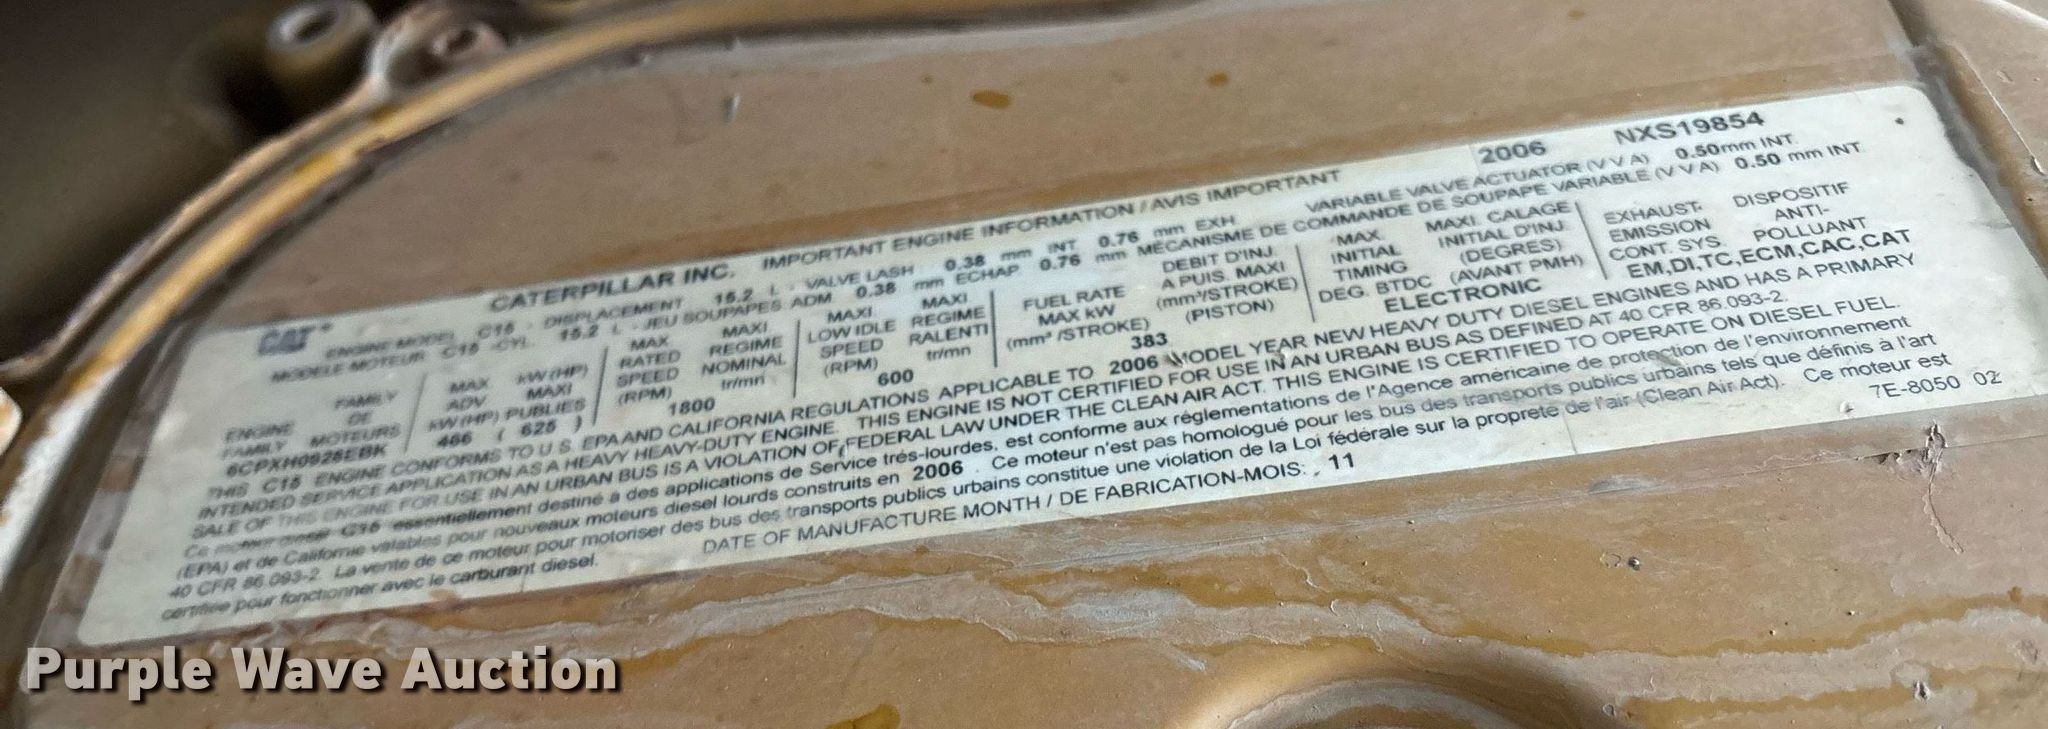 2006 NXS19854
CAT®
CATERPILLAR INC. IMPORTANT ENGINE INFORMATION / AVIS IMPORTANT
ENGINE MODEL C15 - DISPLACEMENT 15.2 L - VALVE LASH 0.38 mm INT 0.76 mm EXH VARIABLE VALVE ACTUATOR (V V A) 0.50mm INT.
MODÈLE MOTEUR C15 -CYL. 15.2 L - JEU SOUPAPES ADM 0.38 mm ECHAP 0.76 mm MÉCANISME DE COMMANDE DE SOUPAPE VARIABLE (V V A) 0.50 mm INT.
ENGINE FAMILY
FAMILY DE MOTEURS
6CPXH0928EBK
MAX. kW(HP)
ADV. MAXI
kW(HP) PUBLIES
466 ( 625 )
MAX. MAXI
RATED REGIME
SPEED NOMINAL
(RPM) tr/mn
1800
MAXI MAXI
LOW IDLE REGIME
SPEED RALENTI
(RPM) tr/mn
600
FUEL RATE DEBIT D'INJ.
MAX kW A PUIS. MAXI
(mm³/STROKE) (mm³/STROKE)
(PISTON)
383
MAX. MAXI. CALAGE
INITIAL INITIAL D'INJ.
TIMING (DEGRES)
DEG. BTDC (AVANT PMH)
ELECTRONIC
EXHAUST. DISPOSITIF
EMISSION ANTI-
CONT. SYS. POLLUANT
EM,DI,TC,ECM,CAC,CAT
THIS C15 ENGINE CONFORMS TO U.S. EPA AND CALIFORNIA REGULATIONS APPLICABLE TO 2006 MODEL YEAR NEW HEAVY DUTY DIESEL ENGINES AND HAS A PRIMARY
INTENDED SERVICE APPLICATION AS A HEAVY HEAVY-DUTY ENGINE. THIS ENGINE IS NOT CERTIFIED FOR USE IN AN URBAN BUS AS DEFINED AT 40 CFR 86.093-2.
SALE OF THIS ENGINE FOR USE IN AN URBAN BUS IS A VIOLATION OF FEDERAL LAW UNDER THE CLEAN AIR ACT. THIS ENGINE IS CERTIFIED TO OPERATE ON DIESEL FUEL.
Ce moteur diesel C15 essentiellement destiné à des applications de Service trés-lourdes, est conforme aux réglementations de l'Agence américaine de protection de l'environnement
(EPA) et de Californie valables pour nouveaux moteurs diesel lourds construits en 2006 . Ce moteur n'est pas homologué pour les bus des transports publics urbains tels que définis à l'art
40 CFR 86.093-2. La vente de ce moteur pour motoriser des bus des transports publics urbains constitue une violation de la Loi fédérale sur la propreté de l'air (Clean Air Act). Ce moteur est
certifiée pour fonctionner avec le carburant diesel.
DATE OF MANUFACTURE MONTH / DE FABRICATION-MOIS: 11
7E-8050 02
Purple Wave Auction